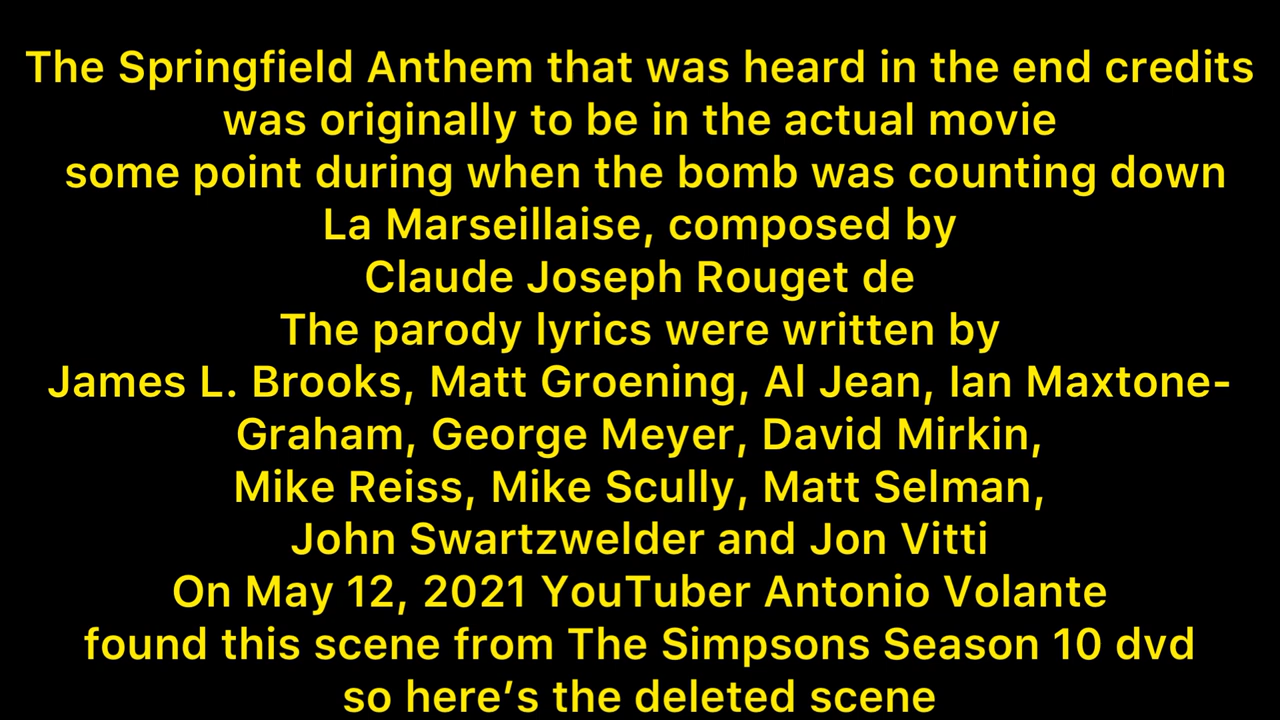 The Springfield Anthem that was heard in the end credits
was originally to be in the actual movie
some point during when the bomb was counting down
La Marseillaise, composed by
Claude Joseph Rouget de
The parody lyrics were written by
James L. Brooks, Matt Groening, Al Jean, Ian Maxtone-
Graham, George Meyer, David Mirkin,
Mike Reiss, Mike Scully, Matt Selman,
John Swartzwelder and Jon Vitti
On May 12, 2021 YouTuber Antonio Volante
found this scene from The Simpsons Season 10 dvd
so here’s the deleted scene